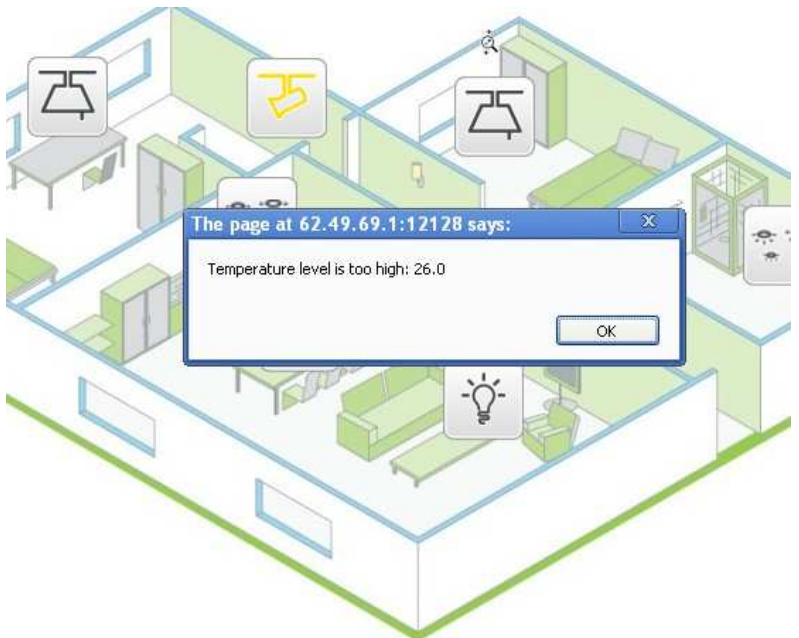 The page at 62.49.69.1:12128 says:
Temperature level is too high: 26.0
OK